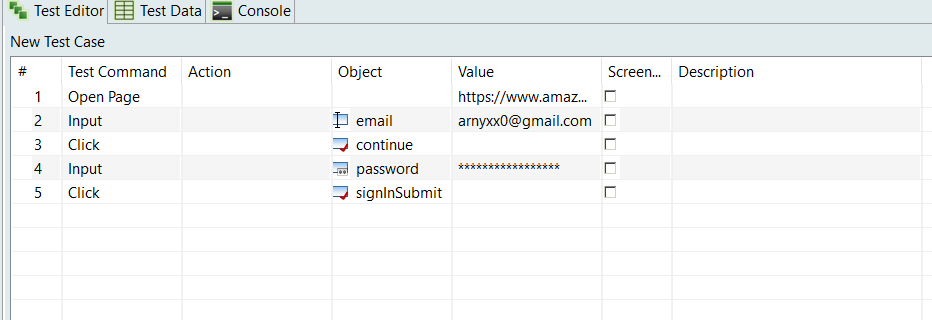 Test Editor Test Data Console
New Test Case
# Test Command Action Object Value Screen... Description
1 Open Page https://www.amaz...
2 Input email arnyxx0@gmail.com
3 Click continue
4 Input password *****************
5 Click signInSubmit